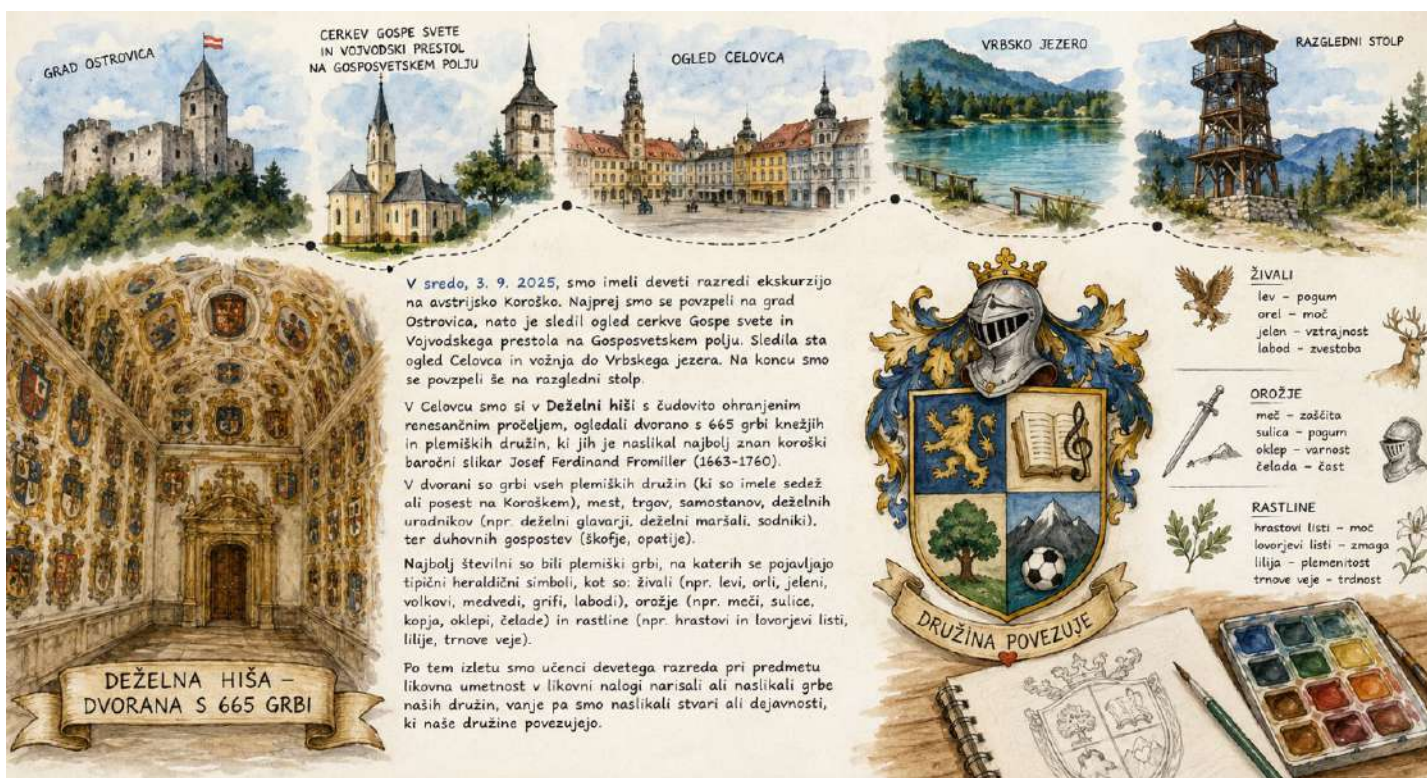 GRAD OSTROVICA
CERKEV GOSPE SVETE
IN VOJVODSKI PRESTOL
NA GOSPOSVETSKEM POLJU
OGLED CELOVCA
VRBSKO JEZERO
RAZGLEDNI STOLP
V sredo, 3. 9. 2025, smo imeli deveti razredi ekskurzijo
na avstrijsko Koroško. Najprej smo se povzpeli na grad
Ostrovica, nato je sledil ogled cerkve Gospe svete in
Vojvodskega prestola na Gosposvetskem polju. Sledila sta
ogled Celovca in vožnja do Vrbskega jezera. Na koncu smo
se povzpeli še na razgledni stolp.
V Celovcu smo si v Deželni hiši s čudovito ohranjenim
renesančnim pročeljem, ogledali dvorano s 665 grbi knežjih
in plemiških družin, ki jih je naslikal najbolj znan koroški
baročni slikar Josef Ferdinand Fromiller (1663-1760).
V dvorani so grbi vseh plemiških družin (ki so imele sedež
ali posest na Koroškem), mest, trgov, samostanov, deželnih
uradnikov (npr. deželni glavarji, deželni maršali, sodniki),
ter duhovnih gospostev (škofje, opatije).
Najbolj številni so bili plemiški grbi, na katerih se pojavljajo
tipični heraldični simboli, kot so: živali (npr. levi, orli, jeleni,
volkovi, medvedi, grifi, labodi), orožje (npr. meči, sulice,
kopja, oklepi, čelade) in rastline (npr. hrastovi in lovorjevi listi,
lilije, trnove veje).
Po tem izletu smo učenci devetega razreda pri predmetu
likovna umetnost v likovni nalogi narisali ali naslikali grbe
naših družin, vanje pa smo naslikali stvari ali dejavnosti,
ki naše družine povezujejo.
DEŽELNA HIŠA –
DVORANA S 665 GRBI
DRUŽINA POVEZUJE
ŽIVALI
lev – pogum
orel – moč
jelen – vztrajnost
labod – zvestoba
OROŽJE
meč – zaščita
sulica – pogum
oklep – varnost
čelada – čast
RASTLINE
hrastovi listi – moč
lovorjevi listi – zmaga
lilija – plemenitost
trnove veje – trdnost